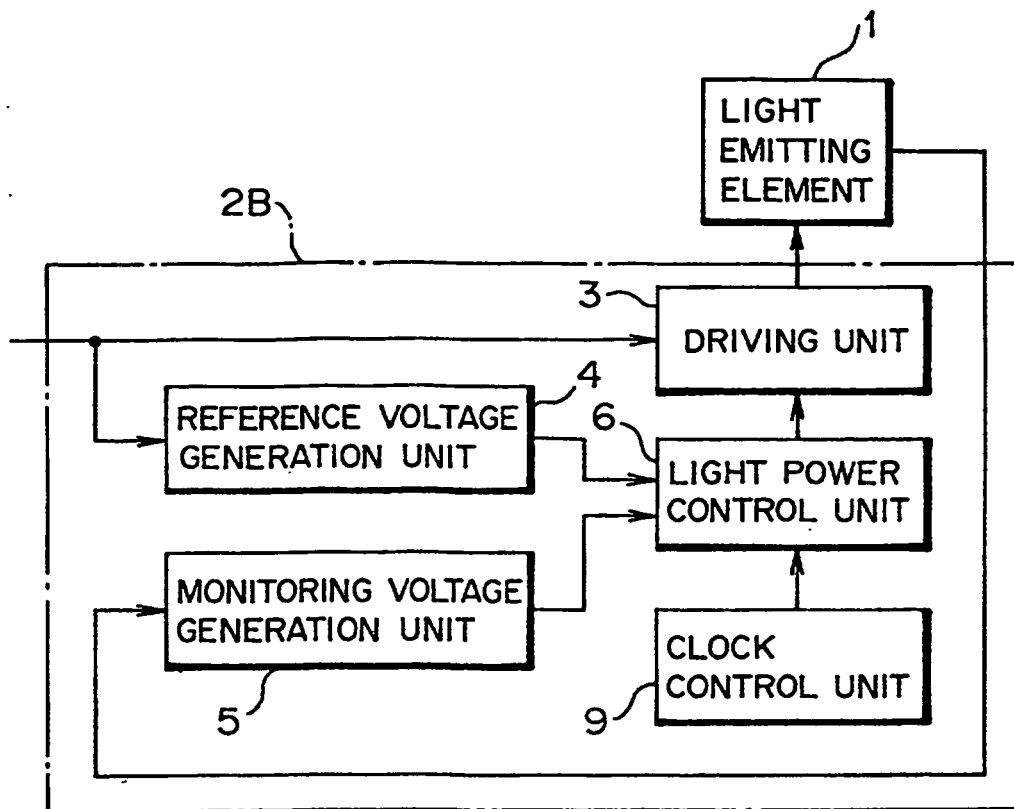 1
LIGHT
EMITTING
ELEMENT
2B
3
DRIVING UNIT
4
REFERENCE VOLTAGE
GENERATION UNIT
6
LIGHT POWER
CONTROL UNIT
MONITORING VOLTAGE
GENERATION UNIT
5
CLOCK
CONTROL UNIT
9